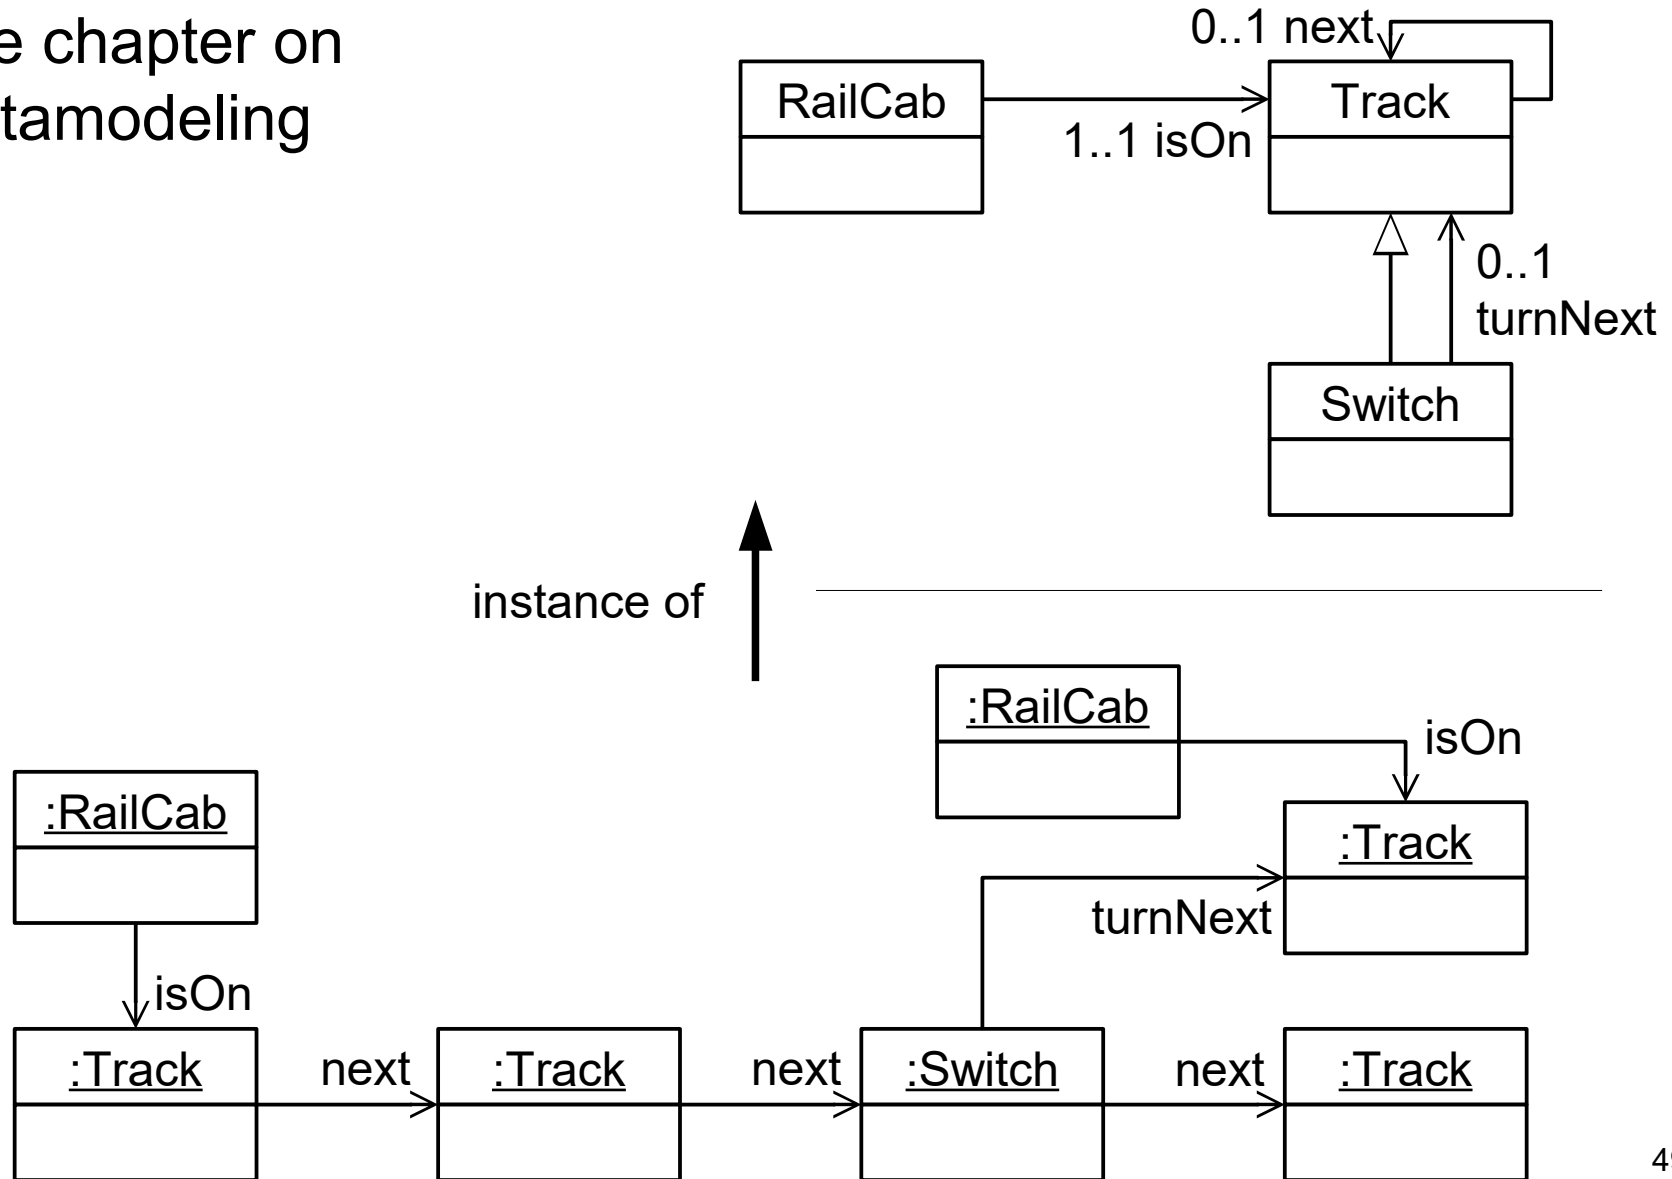 e chapter on
tamodeling
0..1 next
RailCab
Track
1..1 isOn
0..1
turnNext
Switch
instance of
:RailCab
isOn
:RailCab
:Track
turnNext
isOn
:Track
next
:Track
next
:Switch
next
:Track